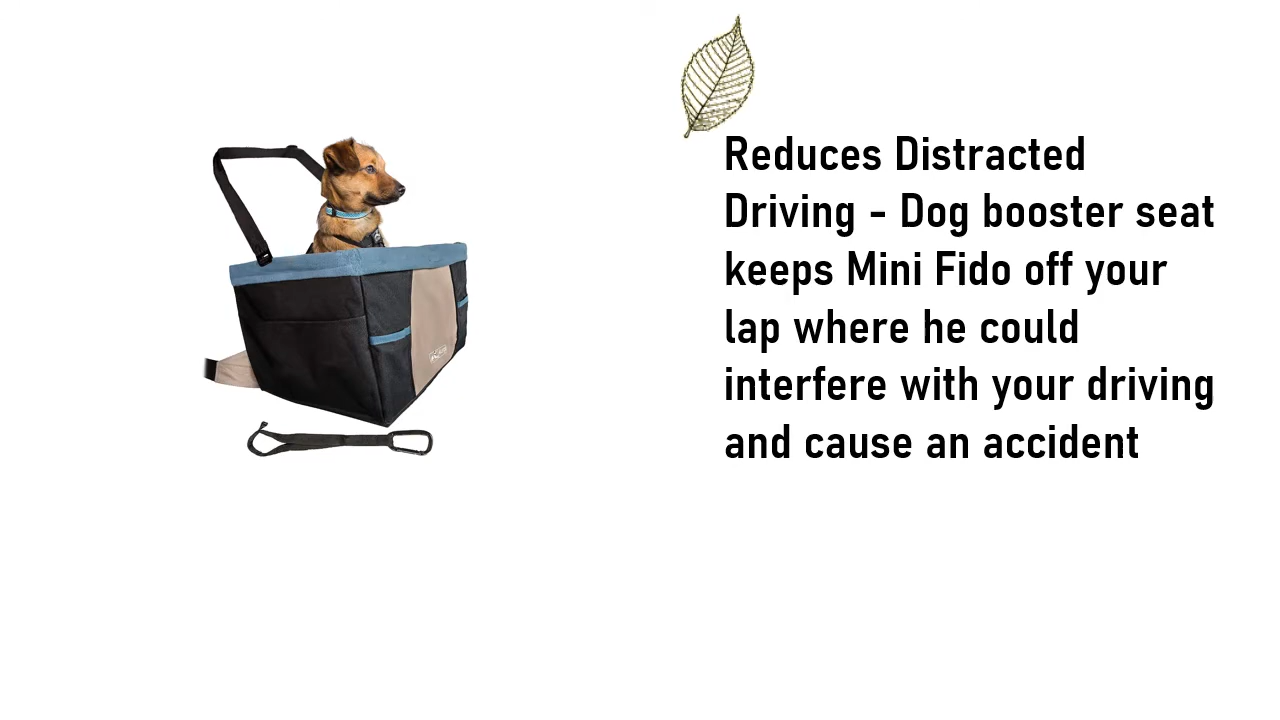 Reduces Distracted
Driving - Dog booster seat
keeps Mini Fido off your
lap where he could
interfere with your driving
and cause an accident